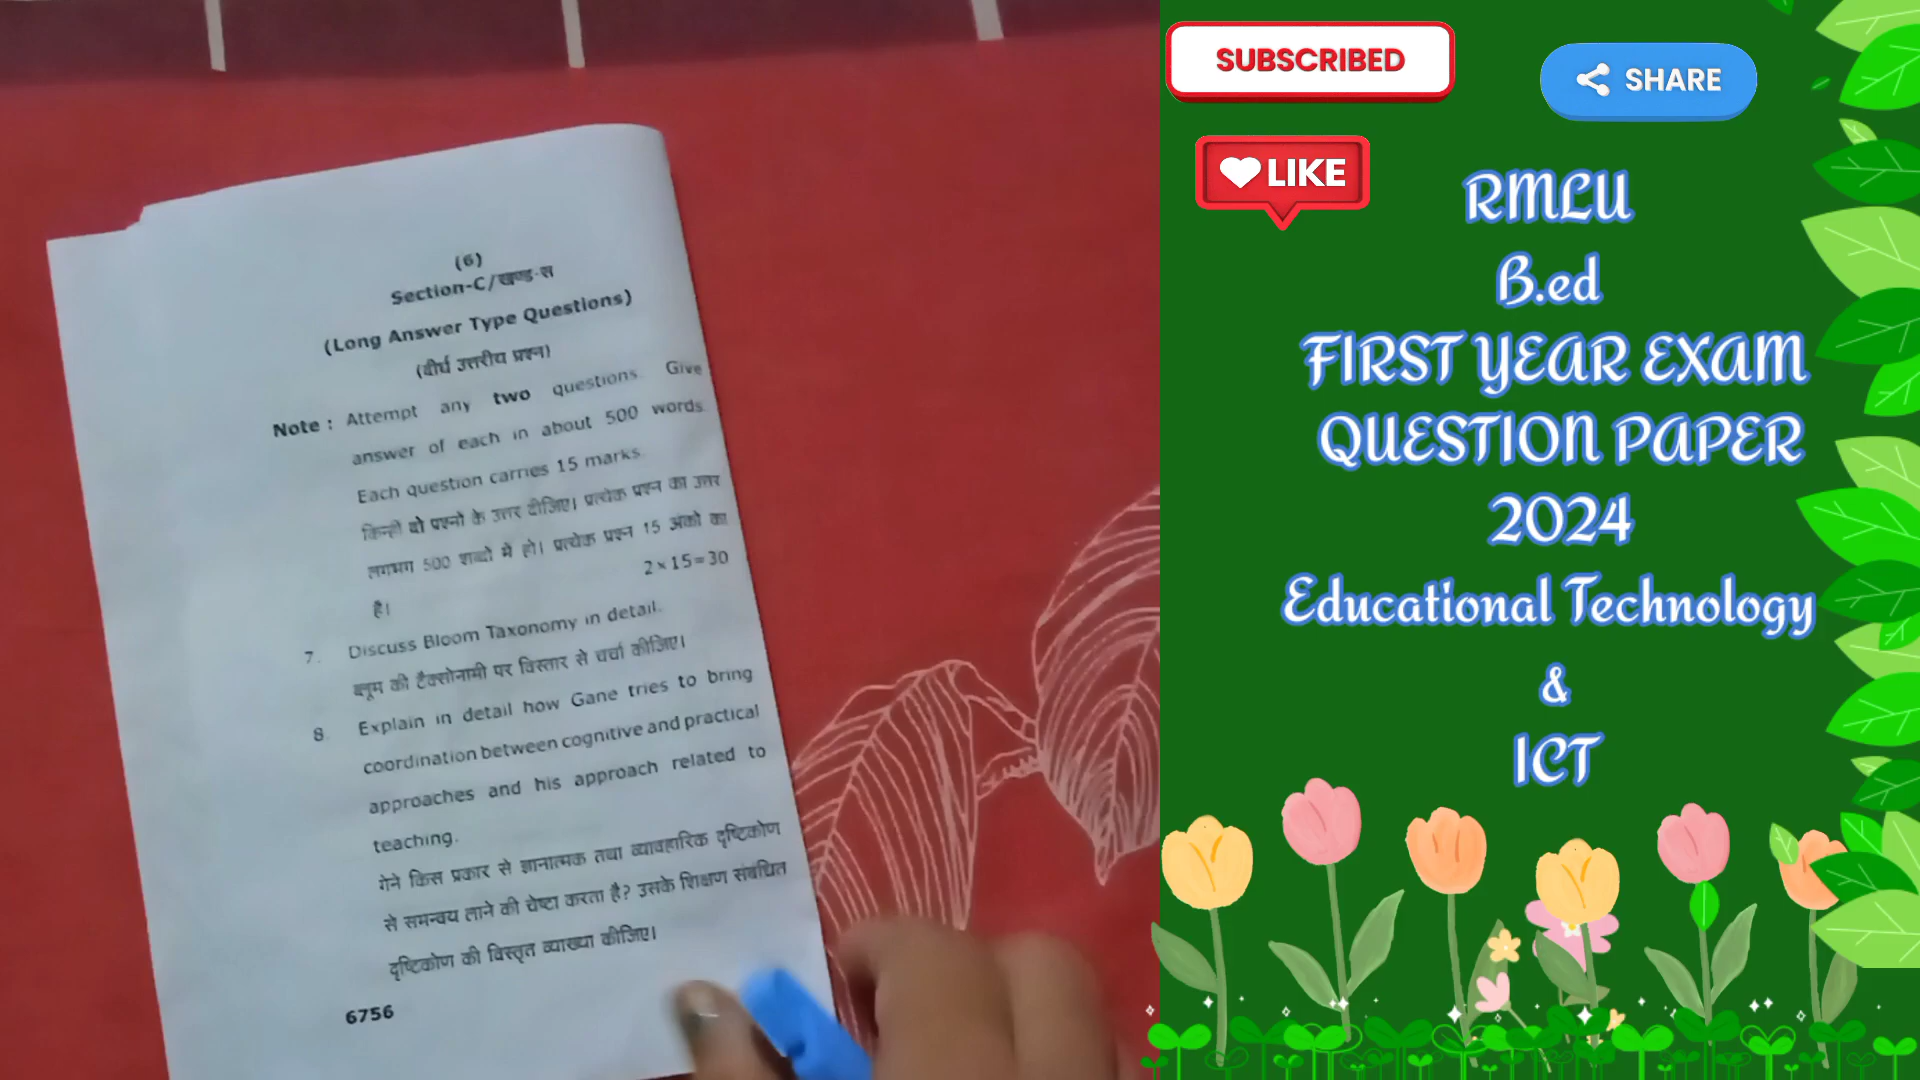 (6)
Section-C/खण्ड-स
(Long Answer Type Questions)
(दीर्घ उत्तरीय प्रश्न)
Note : Attempt any two questions. Give
answer of each in about 500 words.
Each question carries 15 marks.
किन्हीं दो प्रश्नों के उत्तर दीजिए। प्रत्येक प्रश्न का उत्तर
लगभग 500 शब्दों में हो। प्रत्येक प्रश्न 15 अंकों का
है।
2×15=30
7. Discuss Bloom Taxonomy in detail.
ब्लूम की टैक्सोनामी पर विस्तार से चर्चा कीजिए।
8. Explain in detail how Gane tries to bring
coordination between cognitive and practical
approaches and his approach related to
teaching.
गेने किस प्रकार से ज्ञानात्मक तथा व्यावहारिक दृष्टिकोण
से समन्वय लाने की चेष्टा करता है? उसके शिक्षण संबंधित
दृष्टिकोण की विस्तृत व्याख्या कीजिए।
6756
SUBSCRIBED
SHARE
LIKE
RMLU
B.ed
FIRST YEAR EXAM
QUESTION PAPER
2024
Educational Technology
&
ICT